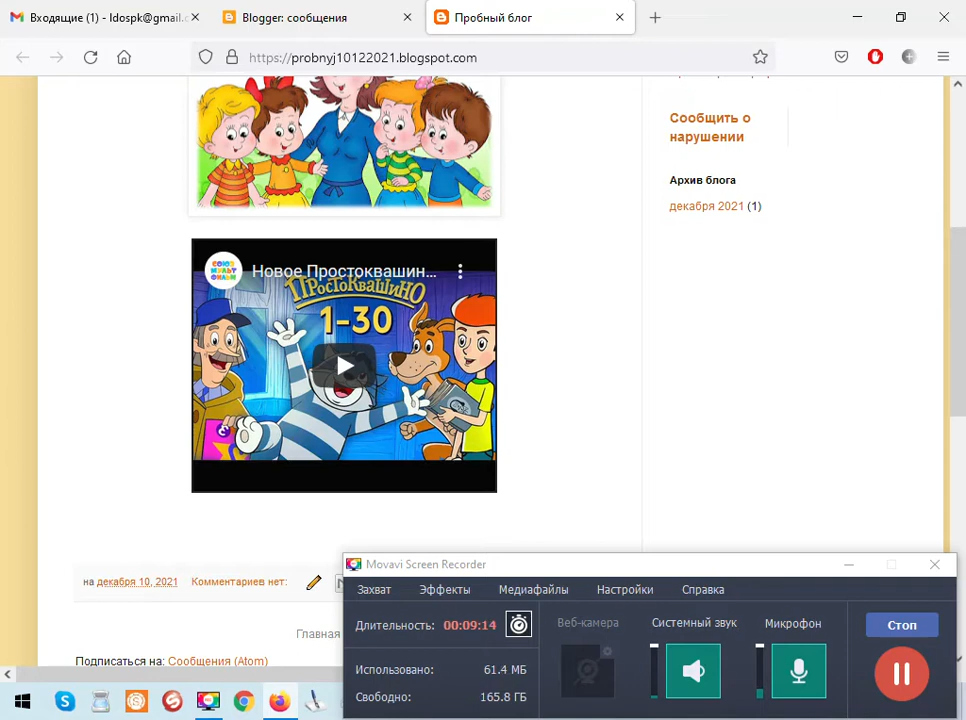 Входящие (1) - ldospk@gmail.c
Blogger: сообщения
Пробный блог
https://probnyj10122021.blogspot.com
Сообщить о
нарушении
Архив блога
декабря 2021 (1)
СОЮЗ
МУЛЬТ
ФИЛЬМ
Новое Простоквашин...
ПРОСТОКВАШИНО
1-30
на декабря 10, 2021
Комментариев нет:
Главная
Подписаться на: Сообщения (Atom)
Movavi Screen Recorder
Захват
Эффекты
Медиафайлы
Настройки
Справка
Длительность: 00:09:14
Веб-камера
Системный звук
Микрофон
Стоп
Использовано: 61.4 МБ
Свободно: 165.8 ГБ